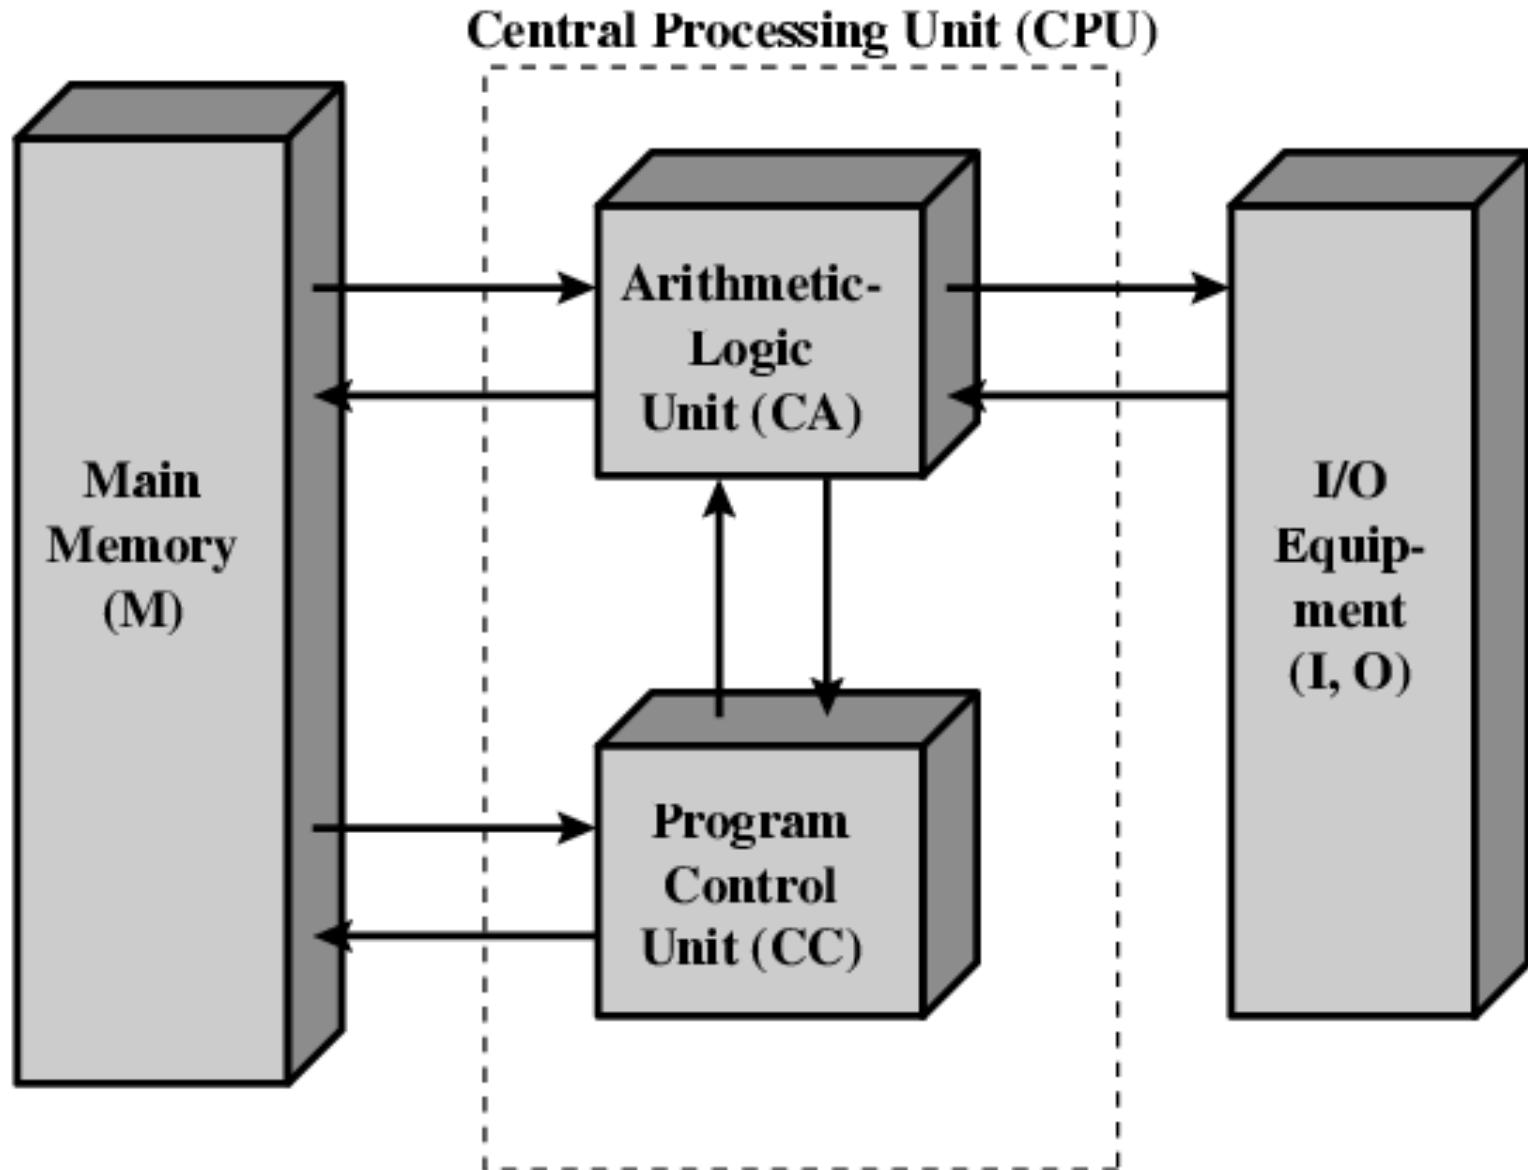 Central Processing Unit (CPU)
Main
Memory
(M)
Arithmetic-
Logic
Unit (CA)
Program
Control
Unit (CC)
I/O
Equip-
ment
(I, O)